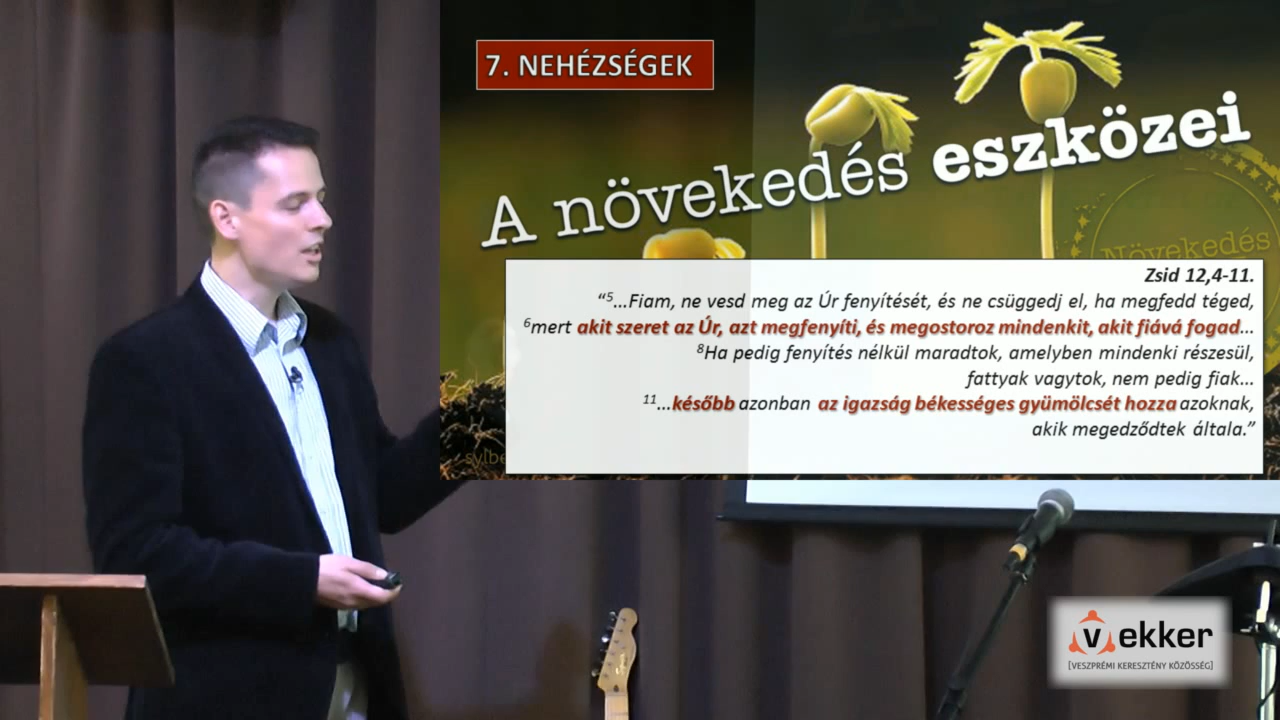 7. NEHÉZSÉGEK
A növekedés eszközei
Növekedés
Zsid 12,4-11.
“⁵…Fiam, ne vesd meg az Úr fenyítését, és ne csüggedj el, ha megfedd téged,
⁶mert akit szeret az Úr, azt megfenyíti, és megostoroz mindenkit, akit fiává fogad…
⁸Ha pedig fenyítés nélkül maradtok, amelyben mindenki részesül,
fattyak vagytok, nem pedig fiak…
¹¹…később azonban az igazság békességes gyümölcsét hozza azoknak,
akik megedződtek általa.”
vekker
[VESZPRÉMI KERESZTÉNY KÖZÖSSÉG]